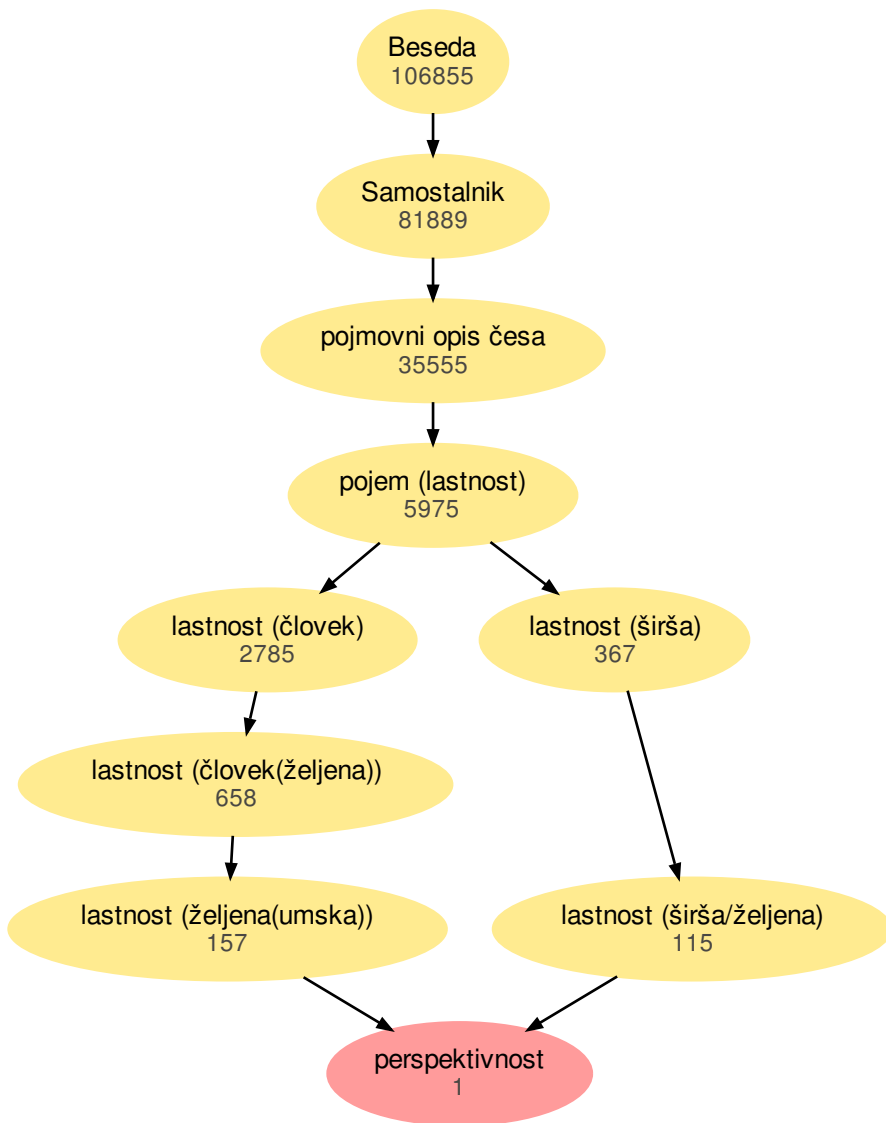 Beseda
106855
Samostalnik
81889
pojmovni opis česa
35555
pojem (lastnost)
5975
lastnost (človek)
2785
lastnost (širša)
367
lastnost (človek(željena))
658
lastnost (željena(umska))
157
lastnost (širša/željena)
115
perspektivnost
1